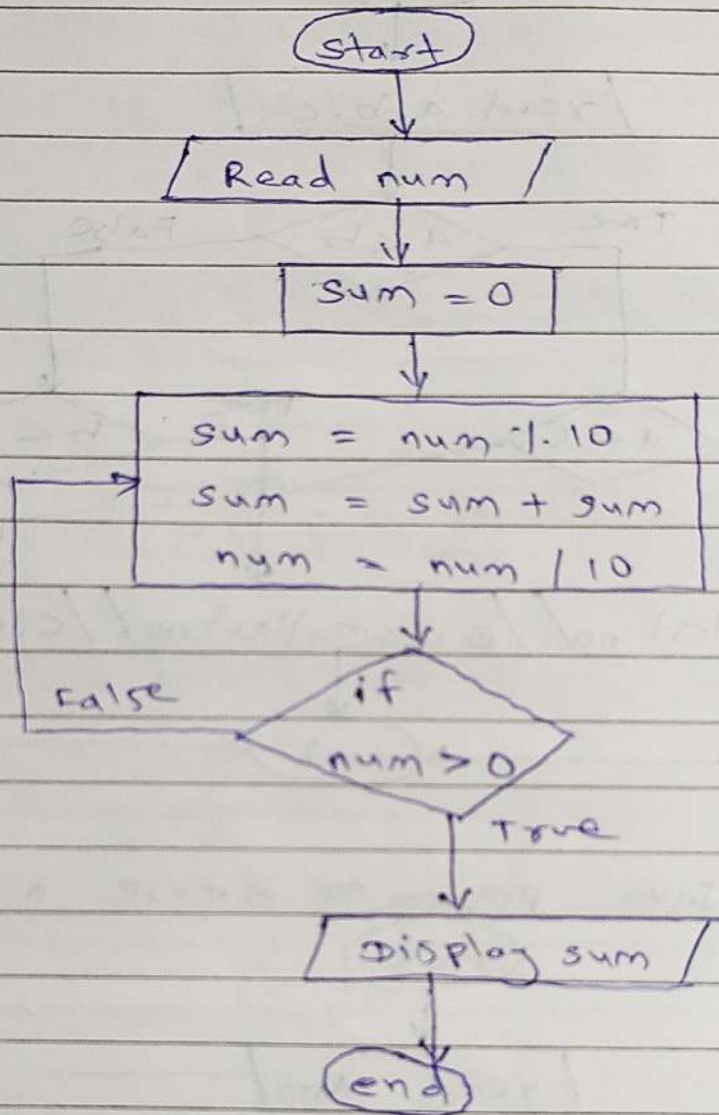 start
Read num
sum = 0
sum = num % 10
sum = sum + sum
num = num / 10
False
if
num > 0
True
Display sum
end